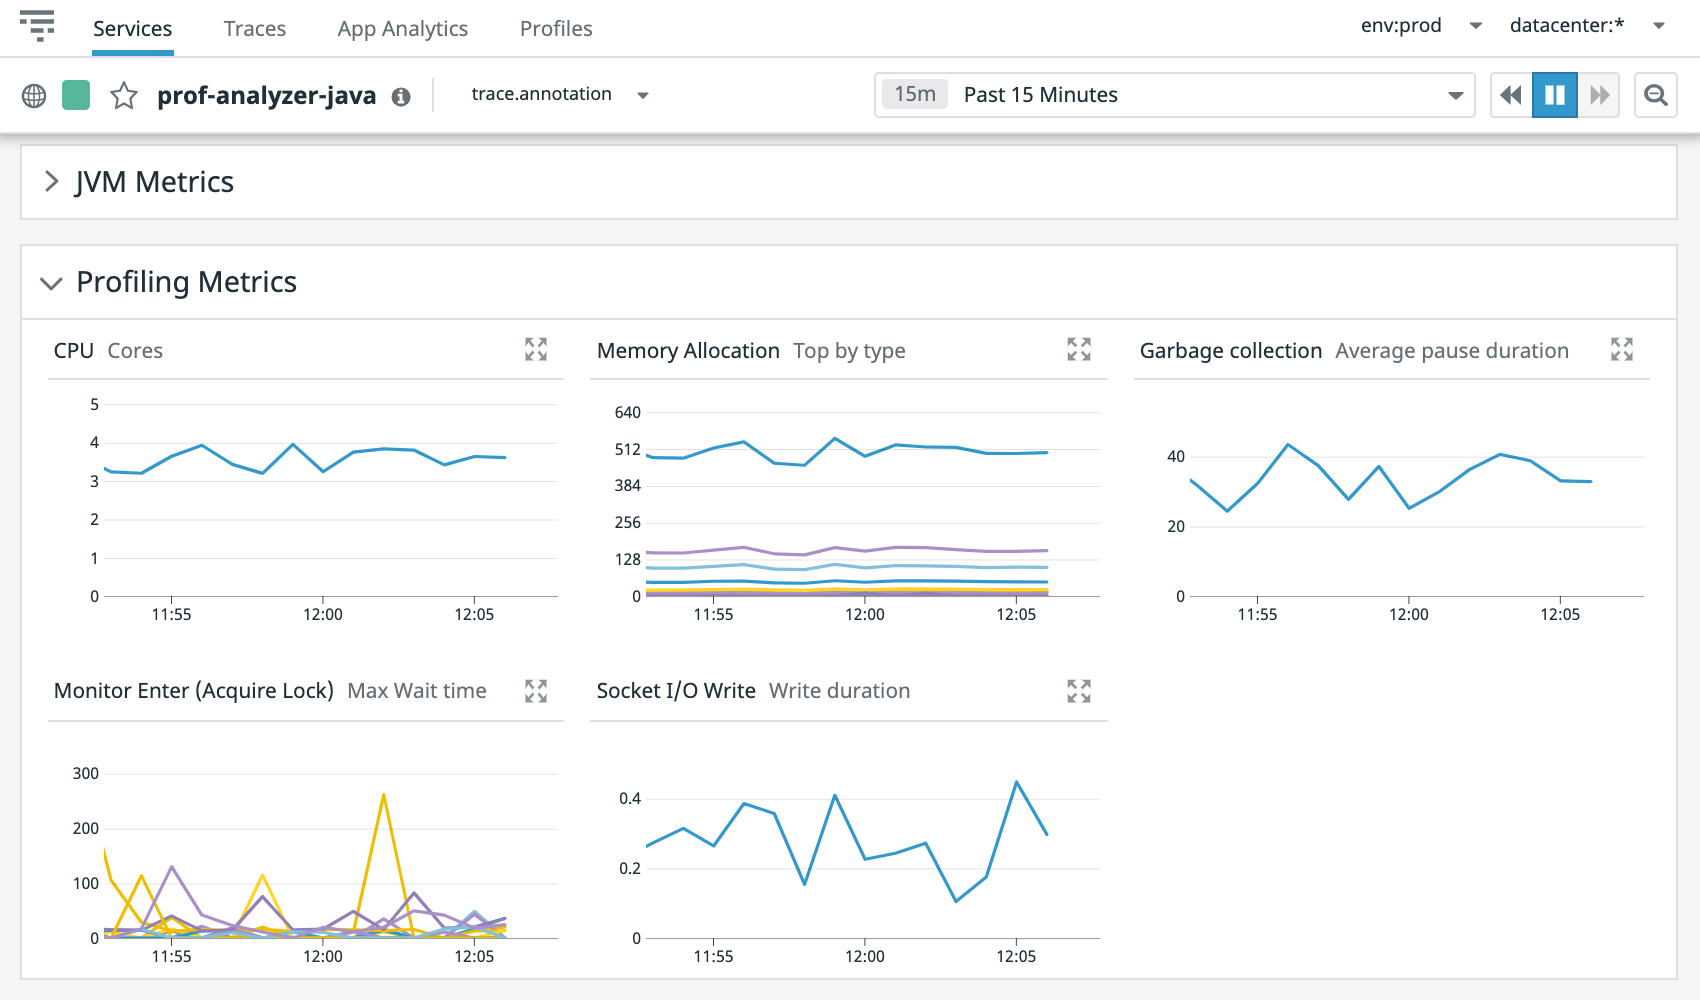 Services Traces App Analytics Profiles env:prod datacenter:*
prof-analyzer-java trace.annotation 15m Past 15 Minutes
JVM Metrics
Profiling Metrics
CPU Cores
5
4
3
2
1
0
11:55 12:00 12:05
Memory Allocation Top by type
640
512
384
256
128
0
11:55 12:00 12:05
Garbage collection Average pause duration
40
20
0
11:55 12:00 12:05
Monitor Enter (Acquire Lock) Max Wait time
300
200
100
0
11:55 12:00 12:05
Socket I/O Write Write duration
0.4
0.2
0
11:55 12:00 12:05